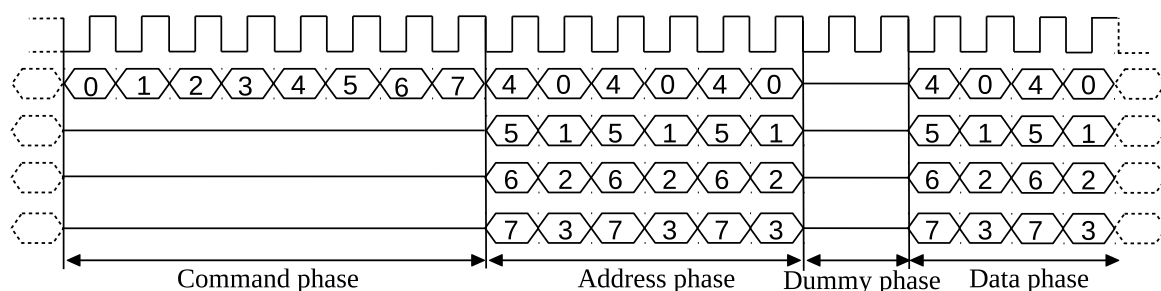 0 1 2 3 4 5 6 7 4 0 4 0 4 0 4 0 4 0
5 1 5 1 5 1 5 1 5 1
6 2 6 2 6 2 6 2 6 2
7 3 7 3 7 3 7 3 7 3
Command phase Address phase Dummy phase Data phase